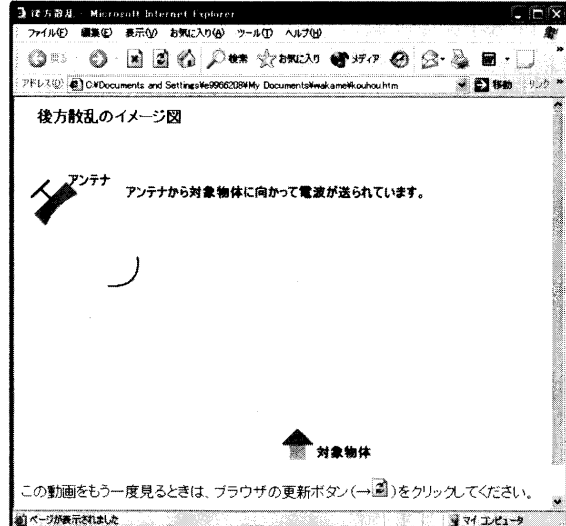 後方散乱 - Microsoft Internet Explorer
ファイル(F) 編集(E) 表示(V) お気に入り(A) ツール(T) ヘルプ(H)
戻る 検索 お気に入り メディア
アドレス(D) C:¥Documents and Settings¥e9966208¥My Documents¥wakame¥kouhou.htm 移動 リンク »
後方散乱のイメージ図
アンテナ
アンテナから対象物体に向かって電波が送られています。
対象物体
この動画をもう一度見るときは、ブラウザの更新ボタン(→)をクリックしてください。
ページが表示されました マイ コンピュータ